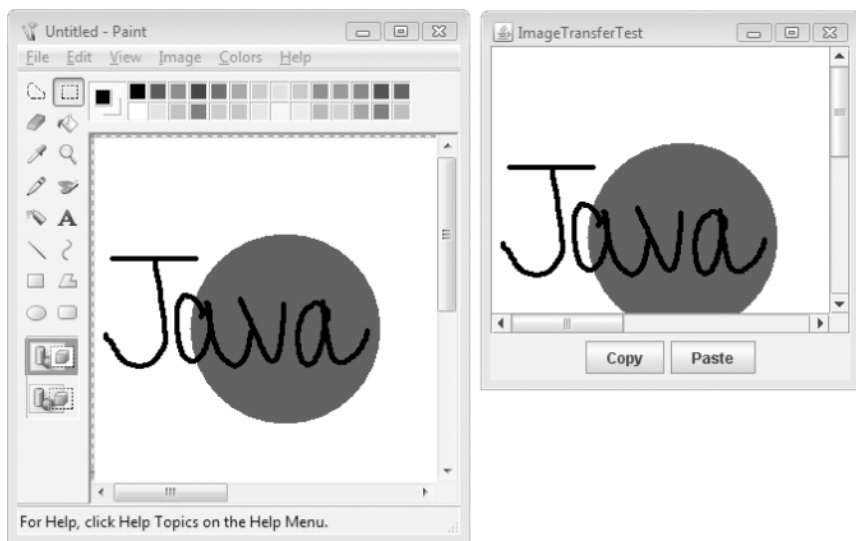 Untitled - Paint
File Edit View Image Colors Help
A
Java
For Help, click Help Topics on the Help Menu.
ImageTransferTest
Java
Copy Paste